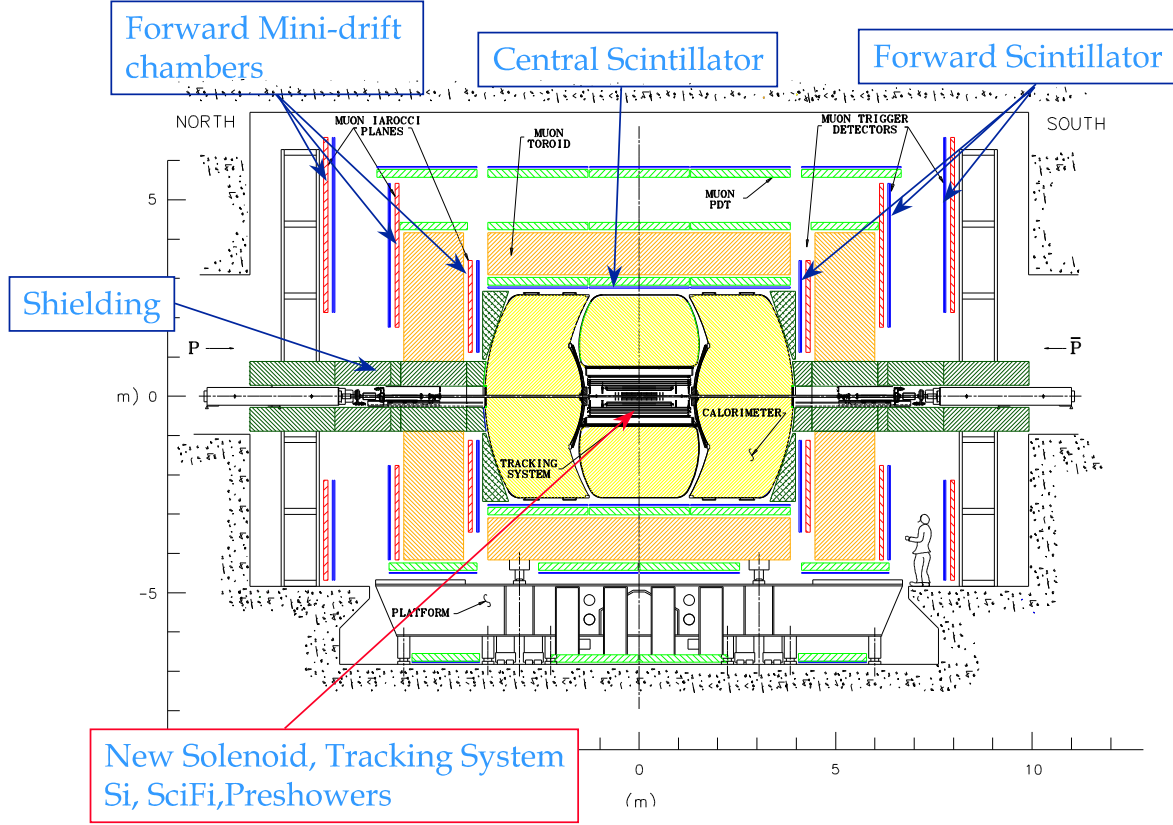 Forward Mini-drift
chambers
Central Scintillator
Forward Scintillator
NORTH
MUON IAROCCI
PLANES
MUON
TOROID
MUON TRIGGER
DETECTORS
SOUTH
MUON
PDT
5
Shielding
P
P̅
m) 0
CALORIMETER
TRACKING
SYSTEM
-5
PLATFORM
New Solenoid, Tracking System
Si, SciFi,Preshowers
0
5
10
(m)